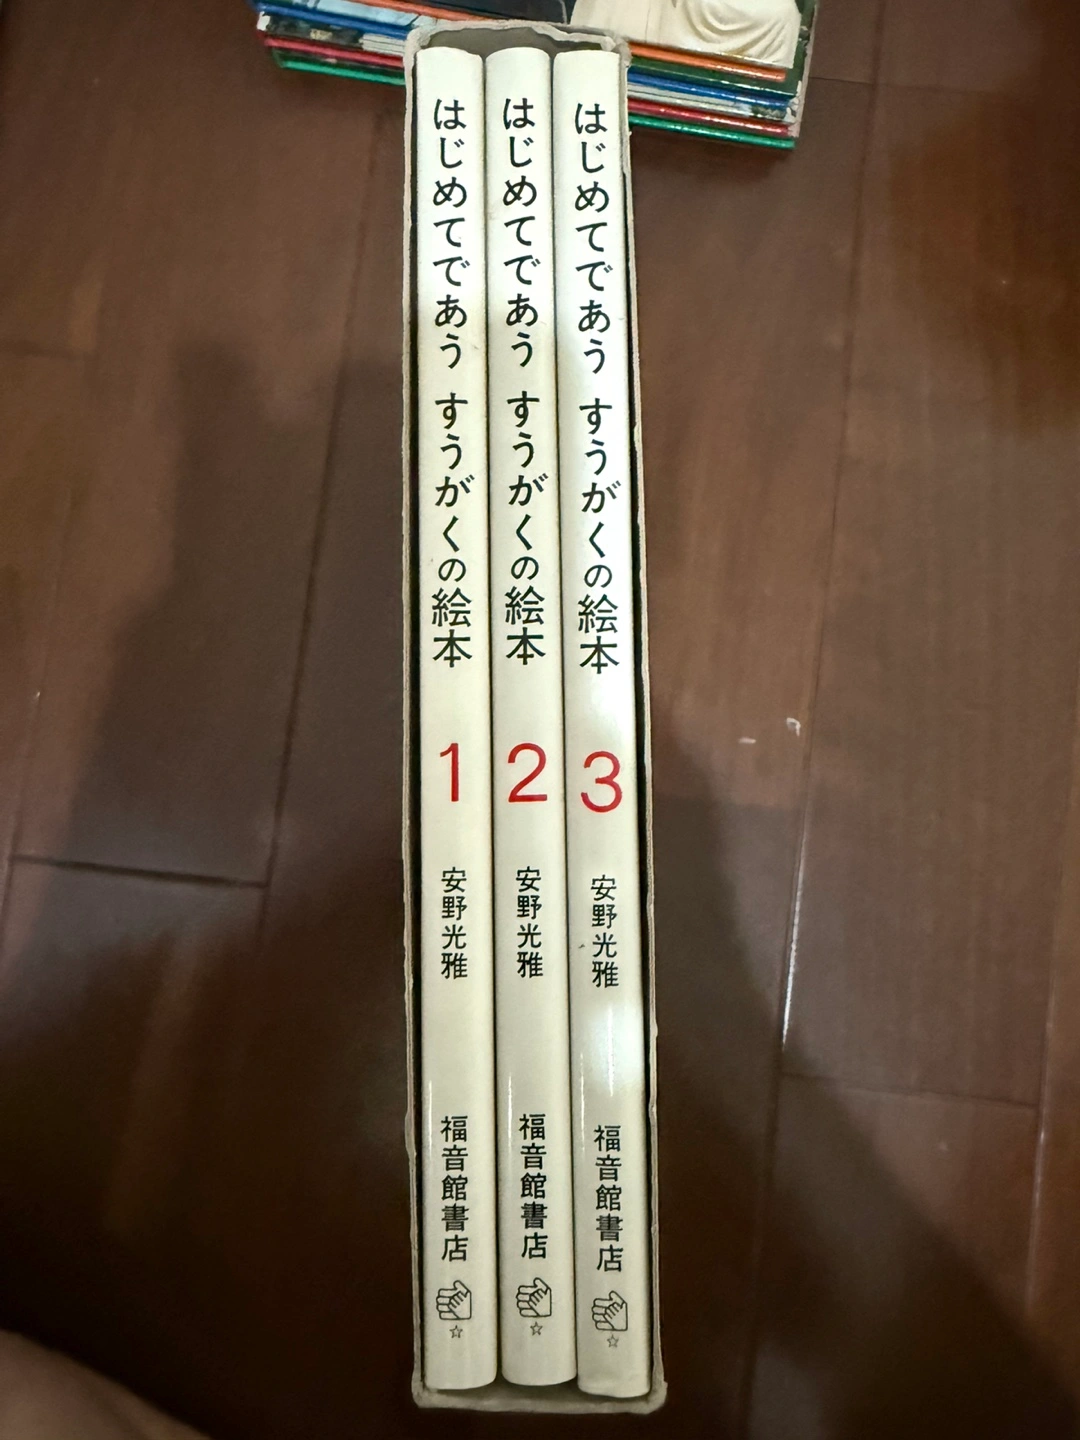 はじめてであう すうがくの絵本 1 安野光雅 福音館書店 ☆
はじめてであう すうがくの絵本 2 安野光雅 福音館書店 ☆
はじめてであう すうがくの絵本 3 安野光雅 福音館書店 ☆